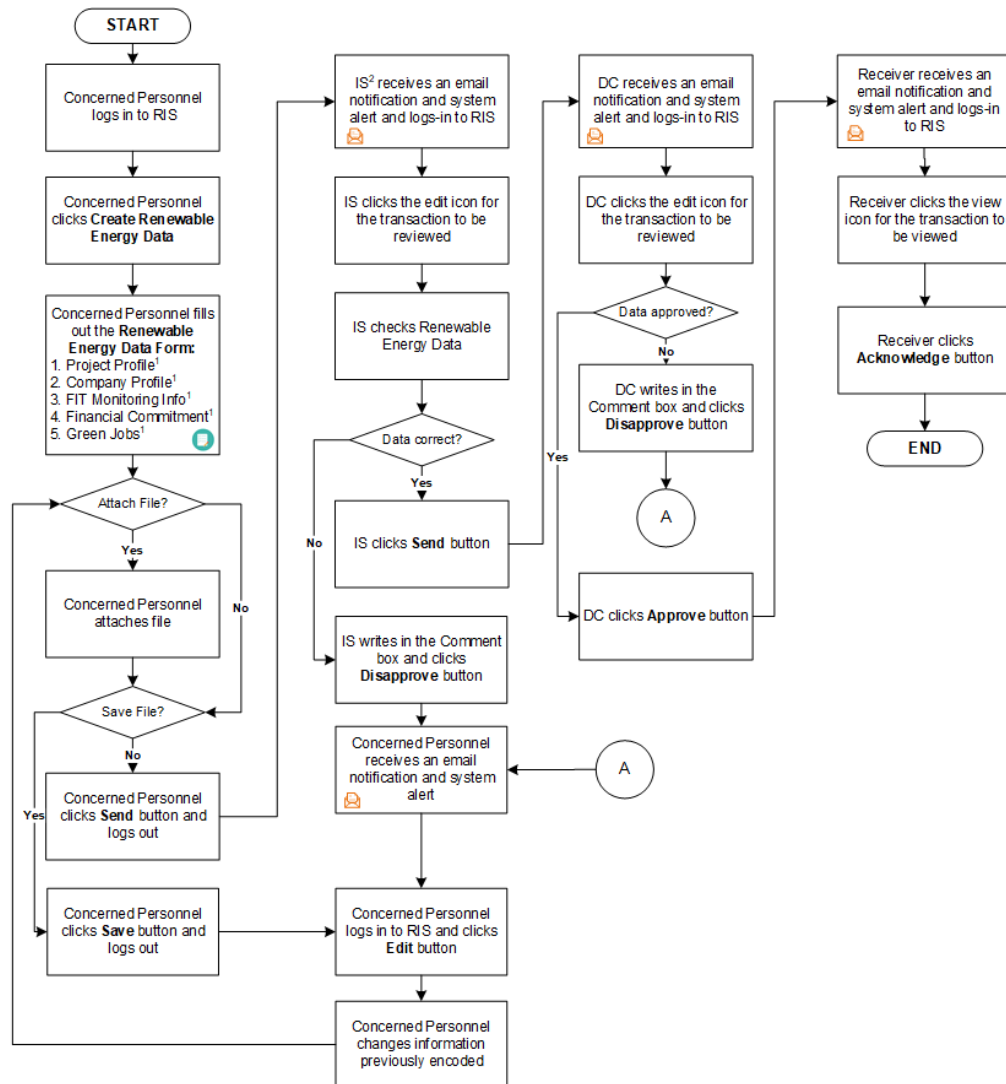 START
Concerned Personnel
logs in to RIS
Concerned Personnel
clicks Create Renewable
Energy Data
Concerned Personnel fills
out the Renewable
Energy Data Form:
1. Project Profile¹
2. Company Profile¹
3. FIT Monitoring Info¹
4. Financial Commitment¹
5. Green Jobs¹
Attach File?
Yes
No
Concerned Personnel
attaches file
Save File?
No
Yes
Concerned Personnel
clicks Send button and
logs out
Concerned Personnel
clicks Save button and
logs out
IS² receives an email
notification and system
alert and logs-in to RIS
IS clicks the edit icon for
the transaction to be
reviewed
IS checks Renewable
Energy Data
Data correct?
Yes
No
IS clicks Send button
IS writes in the Comment
box and clicks
Disapprove button
Concerned Personnel
receives an email
notification and system
alert
A
Concerned Personnel
logs in to RIS and clicks
Edit button
Concerned Personnel
changes information
previously encoded
DC receives an email
notification and system
alert and logs-in to RIS
DC clicks the edit icon for
the transaction to be
reviewed
Data approved?
No
Yes
DC writes in the
Comment box and clicks
Disapprove button
A
DC clicks Approve button
Receiver receives an
email notification and
system alert and logs-in
to RIS
Receiver clicks the view
icon for the transaction to
be viewed
Receiver clicks
Acknowledge button
END